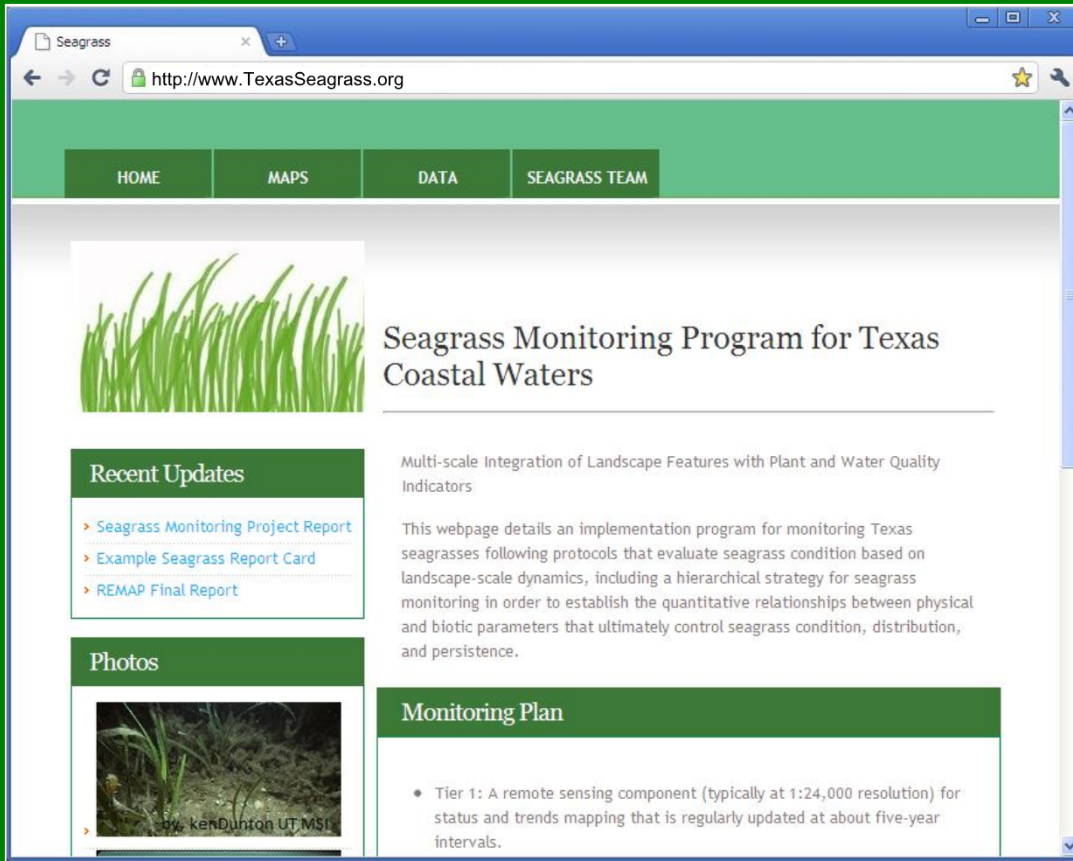 Seagrass
http://www.TexasSeagrass.org
HOME MAPS DATA SEAGRASS TEAM
Seagrass Monitoring Program for Texas
Coastal Waters
Recent Updates
Seagrass Monitoring Project Report
Example Seagrass Report Card
REMAP Final Report
Photos
by. kenDunton UT MSI
Multi-scale Integration of Landscape Features with Plant and Water Quality
Indicators
This webpage details an implementation program for monitoring Texas
seagrasses following protocols that evaluate seagrass condition based on
landscape-scale dynamics, including a hierarchical strategy for seagrass
monitoring in order to establish the quantitative relationships between physical
and biotic parameters that ultimately control seagrass condition, distribution,
and persistence.
Monitoring Plan
• Tier 1: A remote sensing component (typically at 1:24,000 resolution) for
status and trends mapping that is regularly updated at about five-year
intervals.